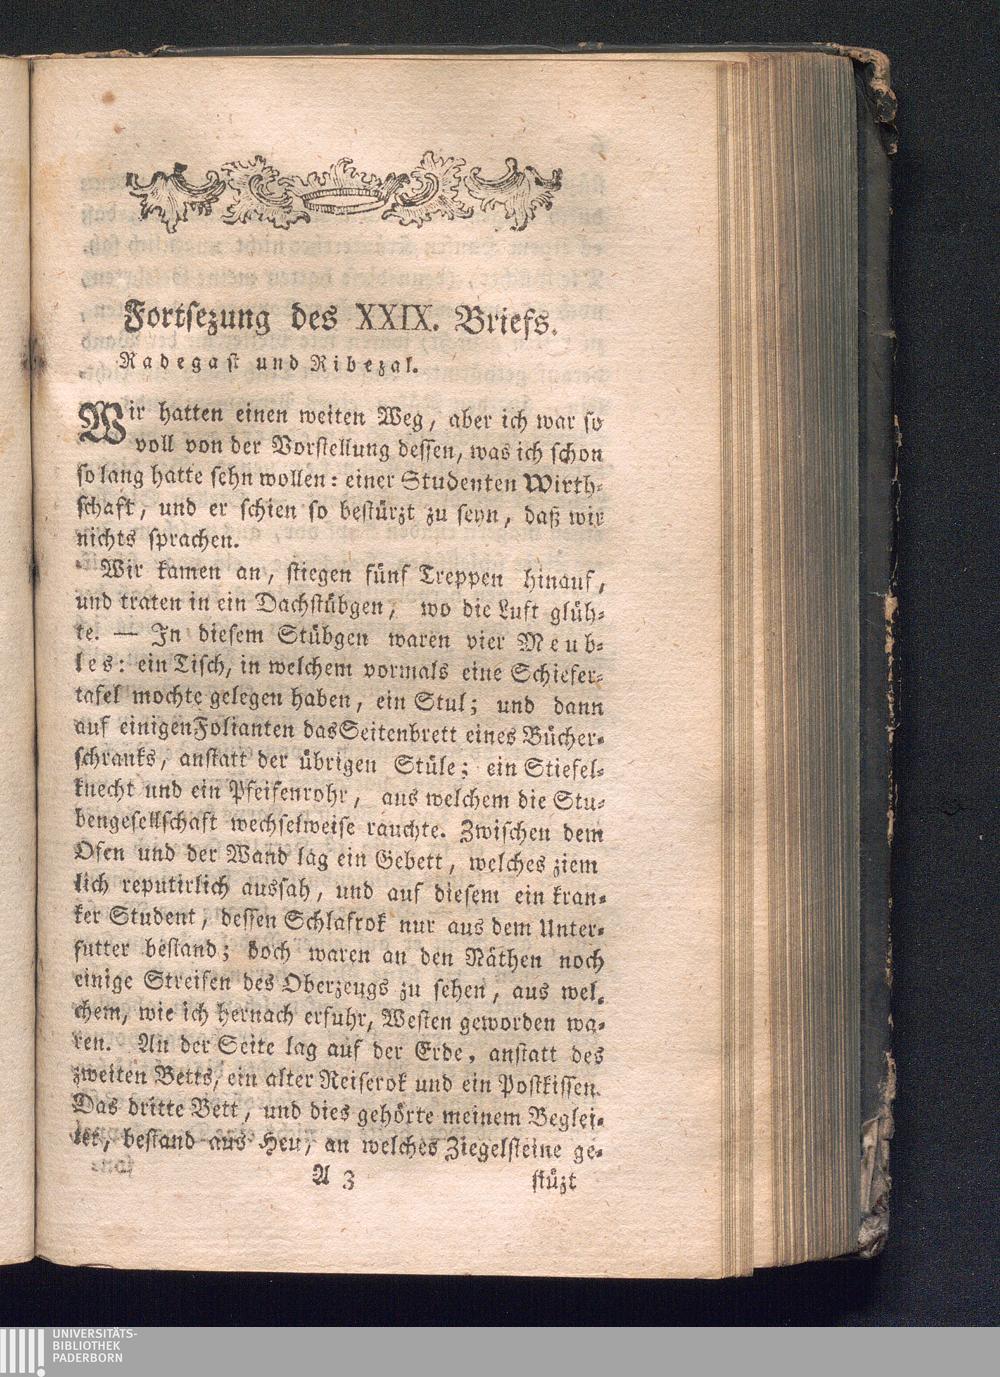 Fortsezung des XXIX. Briefs.
Radegast und Ribezal.
Wir hatten einen weiten Weg, aber ich war so
voll von der Vorstellung dessen, was ich schon
so lang hatte sehn wollen: einer Studenten Wirth-
schaft, und er schien so bestürzt zu seyn, daß wir
nichts sprachen.
Wir kamen an, stiegen fünf Treppen hinauf,
und traten in ein Dachstübgen, wo die Luft glüh-
te. — In diesem Stübgen waren vier Meub-
les: ein Tisch, in welchem vormals eine Schiefer-
tafel mochte gelegen haben, ein Stul; und dann
auf einigen Folianten das Seitenbrett eines Bücher-
schranks, anstatt der übrigen Stüle; ein Stiefel-
knecht und ein Pfeifenrohr, aus welchem die Stu-
bengesellschaft wechselweise rauchte. Zwischen dem
Ofen und der Wand lag ein Gebett, welches ziem
lich reputirlich aussah, und auf diesem ein kran-
ker Student, dessen Schlafrok nur aus dem Unter-
futter bestand; doch waren an den Näthen noch
einige Streifen des Oberzeugs zu sehen, aus wel-
chem, wie ich hernach erfuhr, Westen geworden wa-
ren. An der Seite lag auf der Erde, anstatt des
zweiten Betts, ein alter Reiserok und ein Postkissen.
Das dritte Bett, und dies gehörte meinem Beglei-
ter, bestand aus Heu, an welches Ziegelsteine ge-
A 3 stüzt
UNIVERSITÄTS-
BIBLIOTHEK
PADERBORN